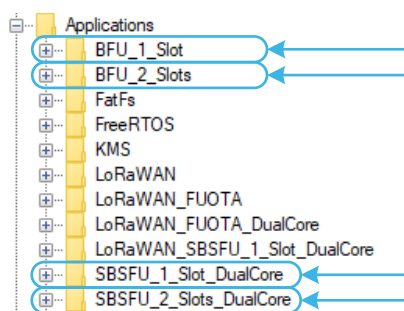 Applications
BFU_1_Slot
BFU_2_Slots
FatFs
FreeRTOS
KMS
LoRaWAN
LoRaWAN_FUOTA
LoRaWAN_FUOTA_DualCore
LoRaWAN_SBSFU_1_Slot_DualCore
SBSFU_1_Slot_DualCore
SBSFU_2_Slots_DualCore